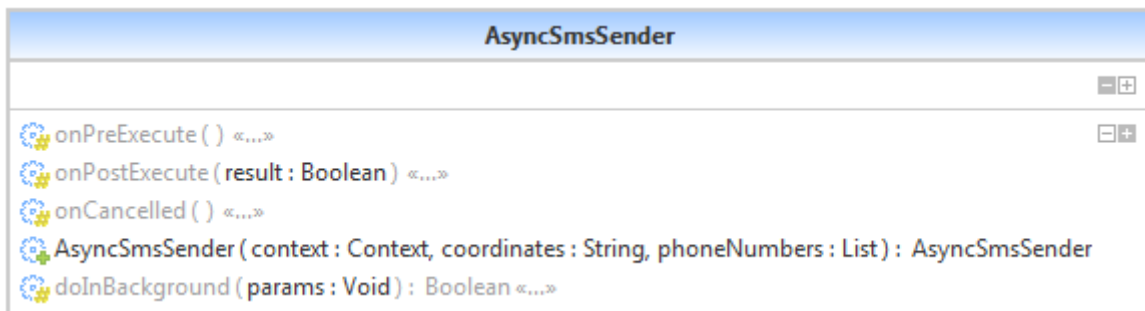 AsyncSmsSender
onPreExecute ( ) «...»
onPostExecute ( result : Boolean ) «...»
onCancelled ( ) «...»
AsyncSmsSender ( context : Context, coordinates : String, phoneNumbers : List ) : AsyncSmsSender
doInBackground ( params : Void ) : Boolean «...»